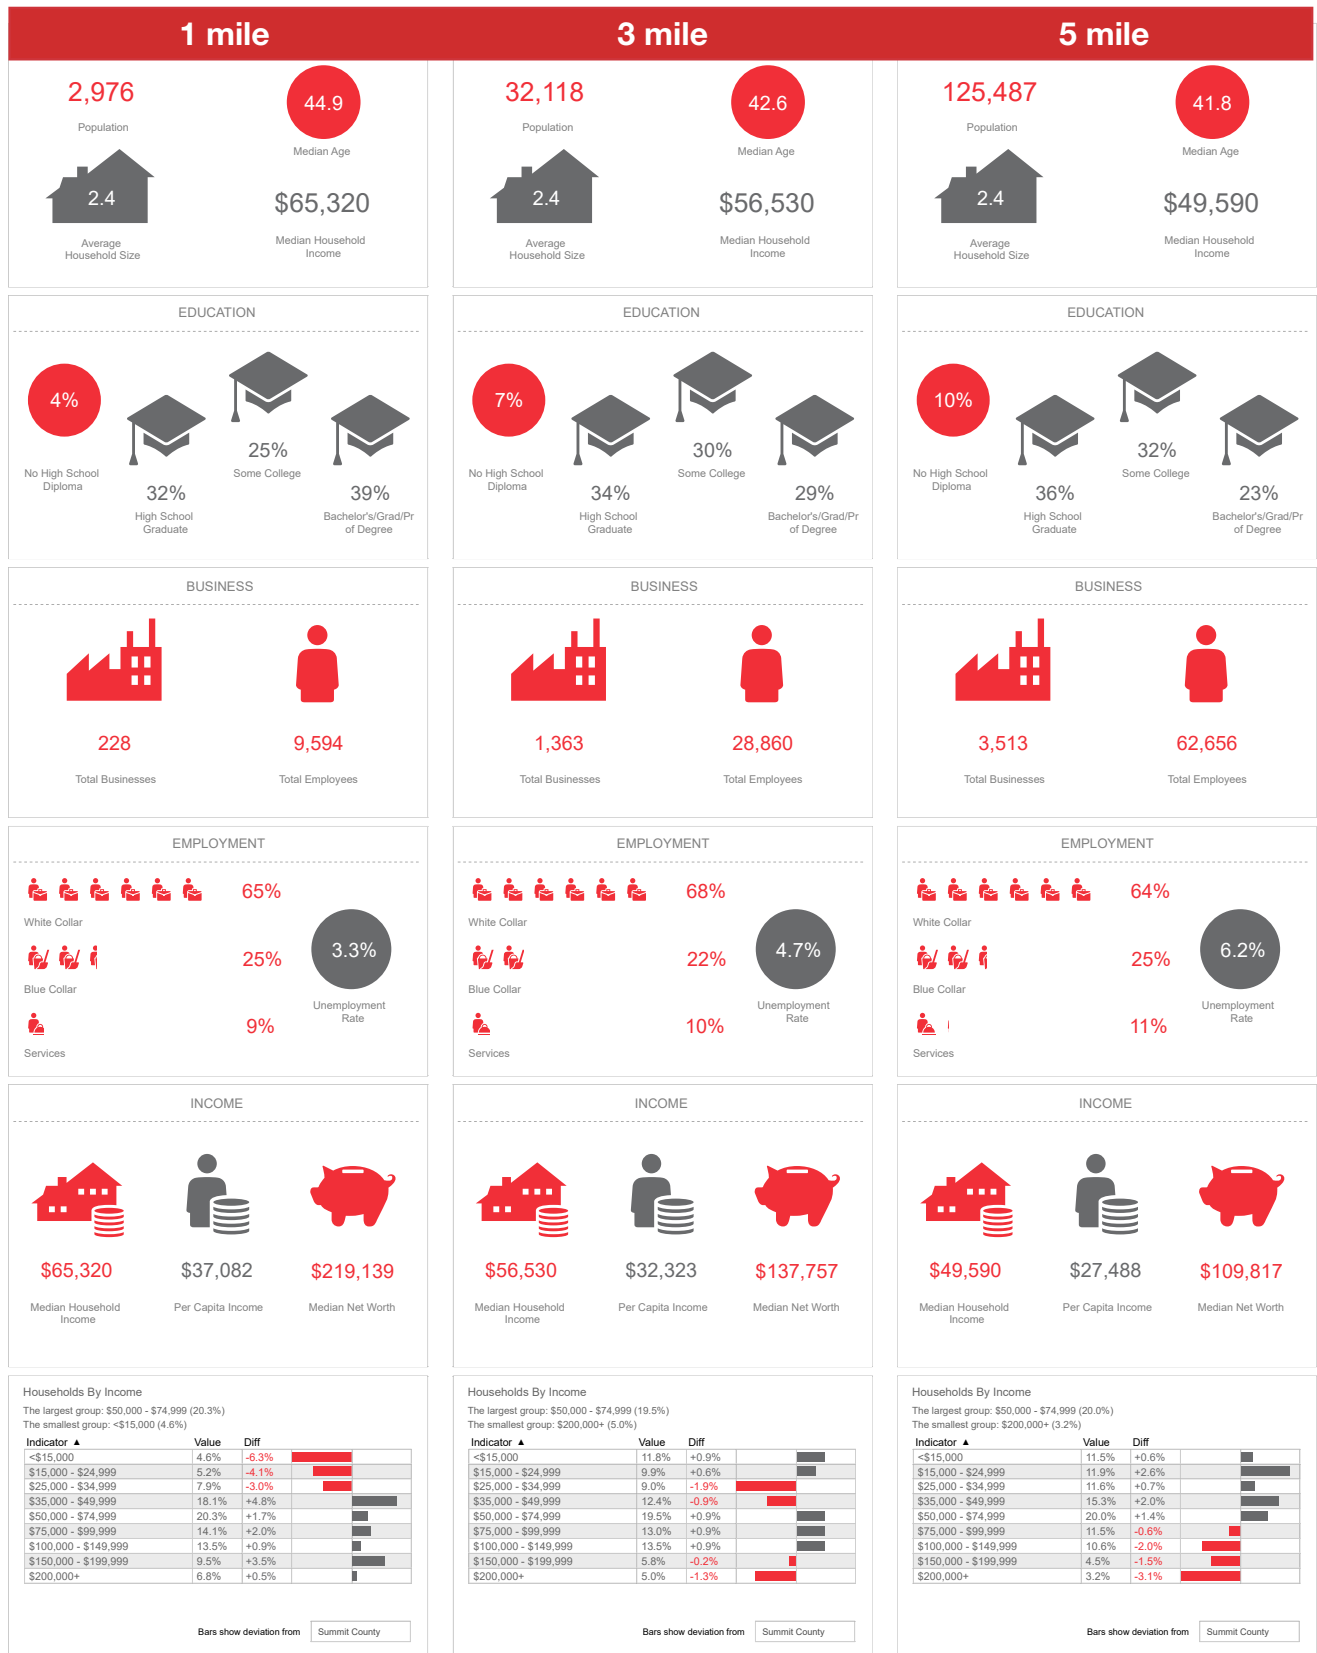 1 mile
3 mile
5 mile
2,976
Population
44.9
Median Age
2.4
Average
Household Size
$65,320
Median Household
Income
32,118
Population
42.6
Median Age
2.4
Average
Household Size
$56,530
Median Household
Income
125,487
Population
41.8
Median Age
2.4
Average
Household Size
$49,590
Median Household
Income
EDUCATION
4%
No High School
Diploma
32%
High School
Graduate
25%
Some College
39%
Bachelor's/Grad/Pr
of Degree
EDUCATION
7%
No High School
Diploma
34%
High School
Graduate
30%
Some College
29%
Bachelor's/Grad/Pr
of Degree
EDUCATION
10%
No High School
Diploma
36%
High School
Graduate
32%
Some College
23%
Bachelor's/Grad/Pr
of Degree
BUSINESS
228
Total Businesses
9,594
Total Employees
BUSINESS
1,363
Total Businesses
28,860
Total Employees
BUSINESS
3,513
Total Businesses
62,656
Total Employees
EMPLOYMENT
65%
White Collar
25%
Blue Collar
9%
Services
3.3%
Unemployment
Rate
EMPLOYMENT
68%
White Collar
22%
Blue Collar
10%
Services
4.7%
Unemployment
Rate
EMPLOYMENT
64%
White Collar
25%
Blue Collar
11%
Services
6.2%
Unemployment
Rate
INCOME
$65,320
Median Household
Income
$37,082
Per Capita Income
$219,139
Median Net Worth
INCOME
$56,530
Median Household
Income
$32,323
Per Capita Income
$137,757
Median Net Worth
INCOME
$49,590
Median Household
Income
$27,488
Per Capita Income
$109,817
Median Net Worth
Households By Income
The largest group: $50,000 - $74,999 (20.3%)
The smallest group: <$15,000 (4.6%)
Indicator ▲ Value Diff
<$15,000 4.6% -6.3%
$15,000 - $24,999 5.2% -4.1%
$25,000 - $34,999 7.9% -3.0%
$35,000 - $49,999 18.1% +4.8%
$50,000 - $74,999 20.3% +1.7%
$75,000 - $99,999 14.1% +2.0%
$100,000 - $149,999 13.5% +0.9%
$150,000 - $199,999 9.5% +3.5%
$200,000+ 6.8% +0.5%
Bars show deviation from Summit County
Households By Income
The largest group: $50,000 - $74,999 (19.5%)
The smallest group: $200,000+ (5.0%)
Indicator ▲ Value Diff
<$15,000 11.8% +0.9%
$15,000 - $24,999 9.9% +0.6%
$25,000 - $34,999 9.0% -1.9%
$35,000 - $49,999 12.4% -0.9%
$50,000 - $74,999 19.5% +0.9%
$75,000 - $99,999 13.0% +0.9%
$100,000 - $149,999 13.5% +0.9%
$150,000 - $199,999 5.8% -0.2%
$200,000+ 5.0% -1.3%
Bars show deviation from Summit County
Households By Income
The largest group: $50,000 - $74,999 (20.0%)
The smallest group: $200,000+ (3.2%)
Indicator ▲ Value Diff
<$15,000 11.5% +0.6%
$15,000 - $24,999 11.9% +2.6%
$25,000 - $34,999 11.6% +0.7%
$35,000 - $49,999 15.3% +2.0%
$50,000 - $74,999 20.0% +1.4%
$75,000 - $99,999 11.5% -0.6%
$100,000 - $149,999 10.6% -2.0%
$150,000 - $199,999 4.5% -1.5%
$200,000+ 3.2% -3.1%
Bars show deviation from Summit County